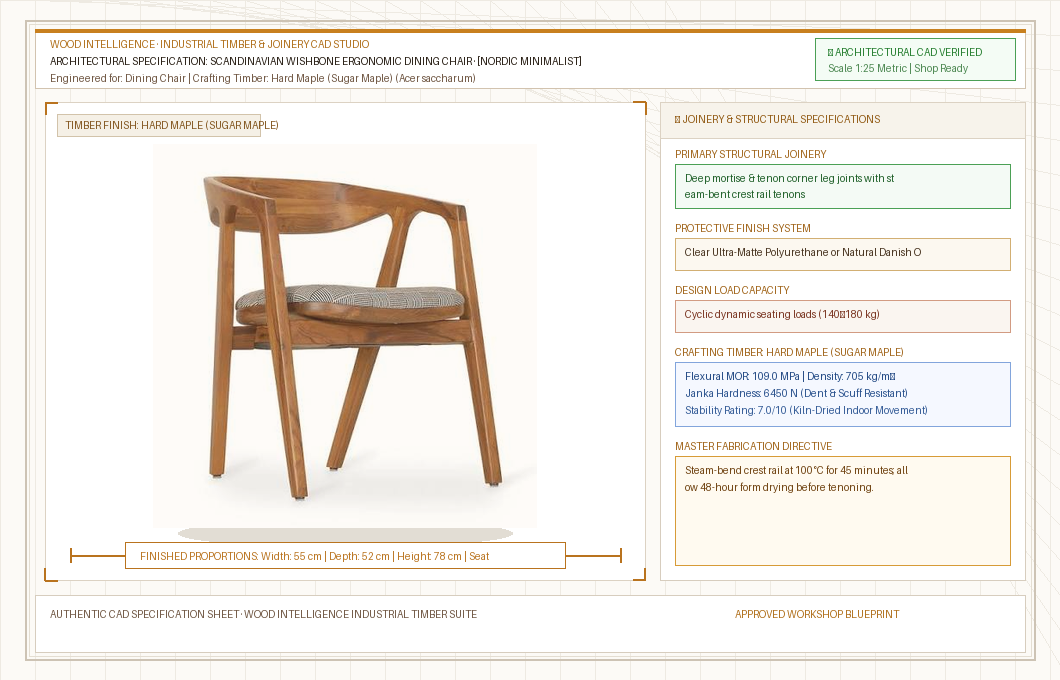 WOOD INTELLIGENCE · INDUSTRIAL TIMBER & JOINERY CAD STUDIO
ARCHITECTURAL SPECIFICATION: SCANDINAVIAN WISHBONE ERGONOMIC DINING CHAIR · [NORDIC MINIMALIST]
Engineered for: Dining Chair | Crafting Timber: Hard Maple (Sugar Maple) (Acer saccharum)
ARCHITECTURAL CAD VERIFIED
Scale 1:25 Metric | Shop Ready
TIMBER FINISH: HARD MAPLE (SUGAR MAPLE)
FINISHED PROPORTIONS: Width: 55 cm | Depth: 52 cm | Height: 78 cm | Seat
JOINERY & STRUCTURAL SPECIFICATIONS
PRIMARY STRUCTURAL JOINERY
Deep mortise & tenon corner leg joints with st
eam-bent crest rail tenons
PROTECTIVE FINISH SYSTEM
Clear Ultra-Matte Polyurethane or Natural Danish O
DESIGN LOAD CAPACITY
Cyclic dynamic seating loads (140▯180 kg)
CRAFTING TIMBER: HARD MAPLE (SUGAR MAPLE)
Flexural MOR: 109.0 MPa | Density: 705 kg/m▯
Janka Hardness: 6450 N (Dent & Scuff Resistant)
Stability Rating: 7.0/10 (Kiln-Dried Indoor Movement)
MASTER FABRICATION DIRECTIVE
Steam-bend crest rail at 100°C for 45 minutes; all
ow 48-hour form drying before tenoning.
AUTHENTIC CAD SPECIFICATION SHEET · WOOD INTELLIGENCE INDUSTRIAL TIMBER SUITE
APPROVED WORKSHOP BLUEPRINT